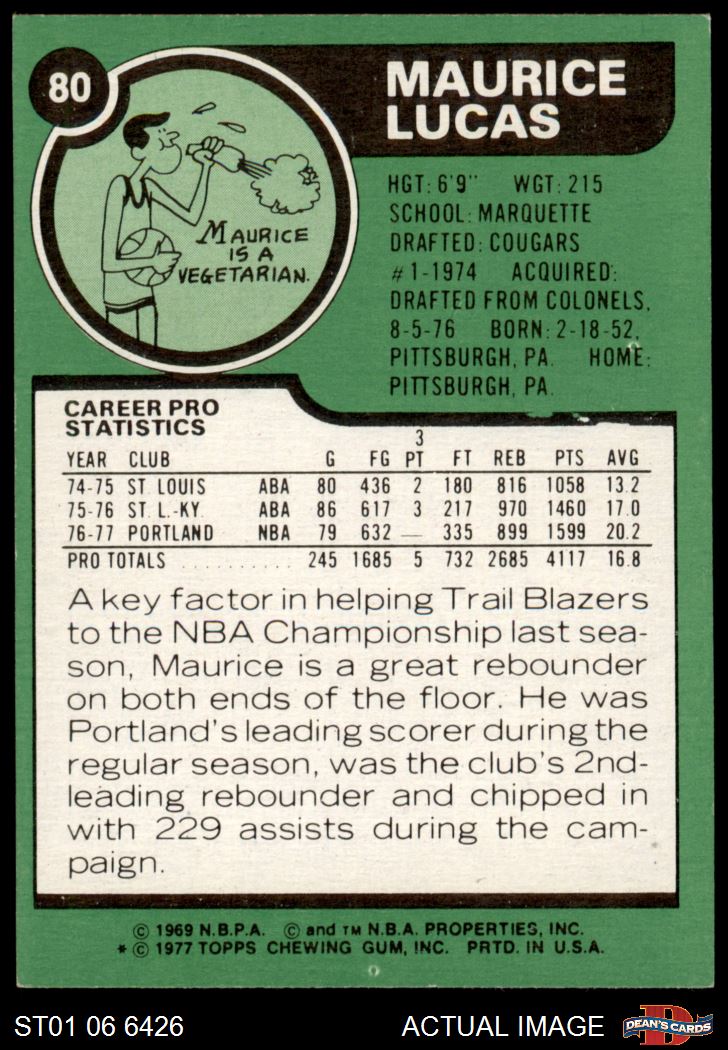 80
MAURICE
LUCAS
MAURICE
IS A
VEGETARIAN.
HGT: 6'9" WGT: 215
SCHOOL: MARQUETTE
DRAFTED: COUGARS
#1-1974 ACQUIRED:
DRAFTED FROM COLONELS,
8-5-76 BORN: 2-18-52,
PITTSBURGH, PA. HOME:
PITTSBURGH, PA.
CAREER PRO
STATISTICS
YEAR CLUB G FG 3 PT FT REB PTS AVG
74-75 ST. LOUIS ABA 80 436 2 180 816 1058 13.2
75-76 ST. L.-KY. ABA 86 617 3 217 970 1460 17.0
76-77 PORTLAND NBA 79 632 — 335 899 1599 20.2
PRO TOTALS .......... 245 1685 5 732 2685 4117 16.8
A key factor in helping Trail Blazers
to the NBA Championship last sea-
son, Maurice is a great rebounder
on both ends of the floor. He was
Portland's leading scorer during the
regular season, was the club's 2nd-
leading rebounder and chipped in
with 229 assists during the cam-
paign.
© 1969 N.B.P.A. © and TM N.B.A. PROPERTIES, INC.
* © 1977 TOPPS CHEWING GUM, INC. PRTD. IN U.S.A.
ST01 06 6426 ACTUAL IMAGE D DEAN'S CARDS